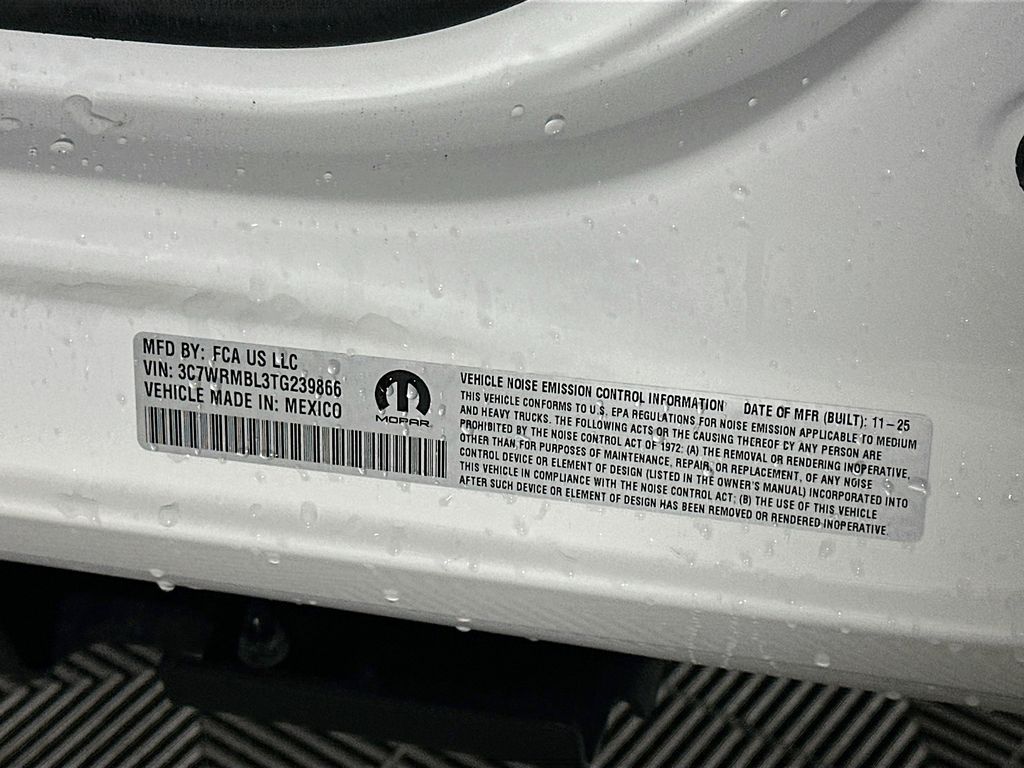 MFD BY: FCA US LLC
VIN: 3C7WRMBL3TG239866
VEHICLE MADE IN: MEXICO
MOPAR
VEHICLE NOISE EMISSION CONTROL INFORMATION DATE OF MFR (BUILT): 11-25
THIS VEHICLE CONFORMS TO U.S. EPA REGULATIONS FOR NOISE EMISSION APPLICABLE TO MEDIUM
AND HEAVY TRUCKS. THE FOLLOWING ACTS OR THE CAUSING THEREOF CY ANY PERSON ARE
PROHIBITED BY THE NOISE CONTROL ACT OF 1972: (A) THE REMOVAL OR RENDERING INOPERATIVE,
OTHER THAN FOR PURPOSES OF MAINTENANCE, REPAIR, OR REPLACEMENT, OF ANY NOISE
CONTROL DEVICE OR ELEMENT OF DESIGN (LISTED IN THE OWNER'S MANUAL) INCORPORATED INTO
THIS VEHICLE IN COMPLIANCE WITH THE NOISE CONTROL ACT; (B) THE USE OF THIS VEHICLE
AFTER SUCH DEVICE OR ELEMENT OF DESIGN HAS BEEN REMOVED OR RENDERED INOPERATIVE.